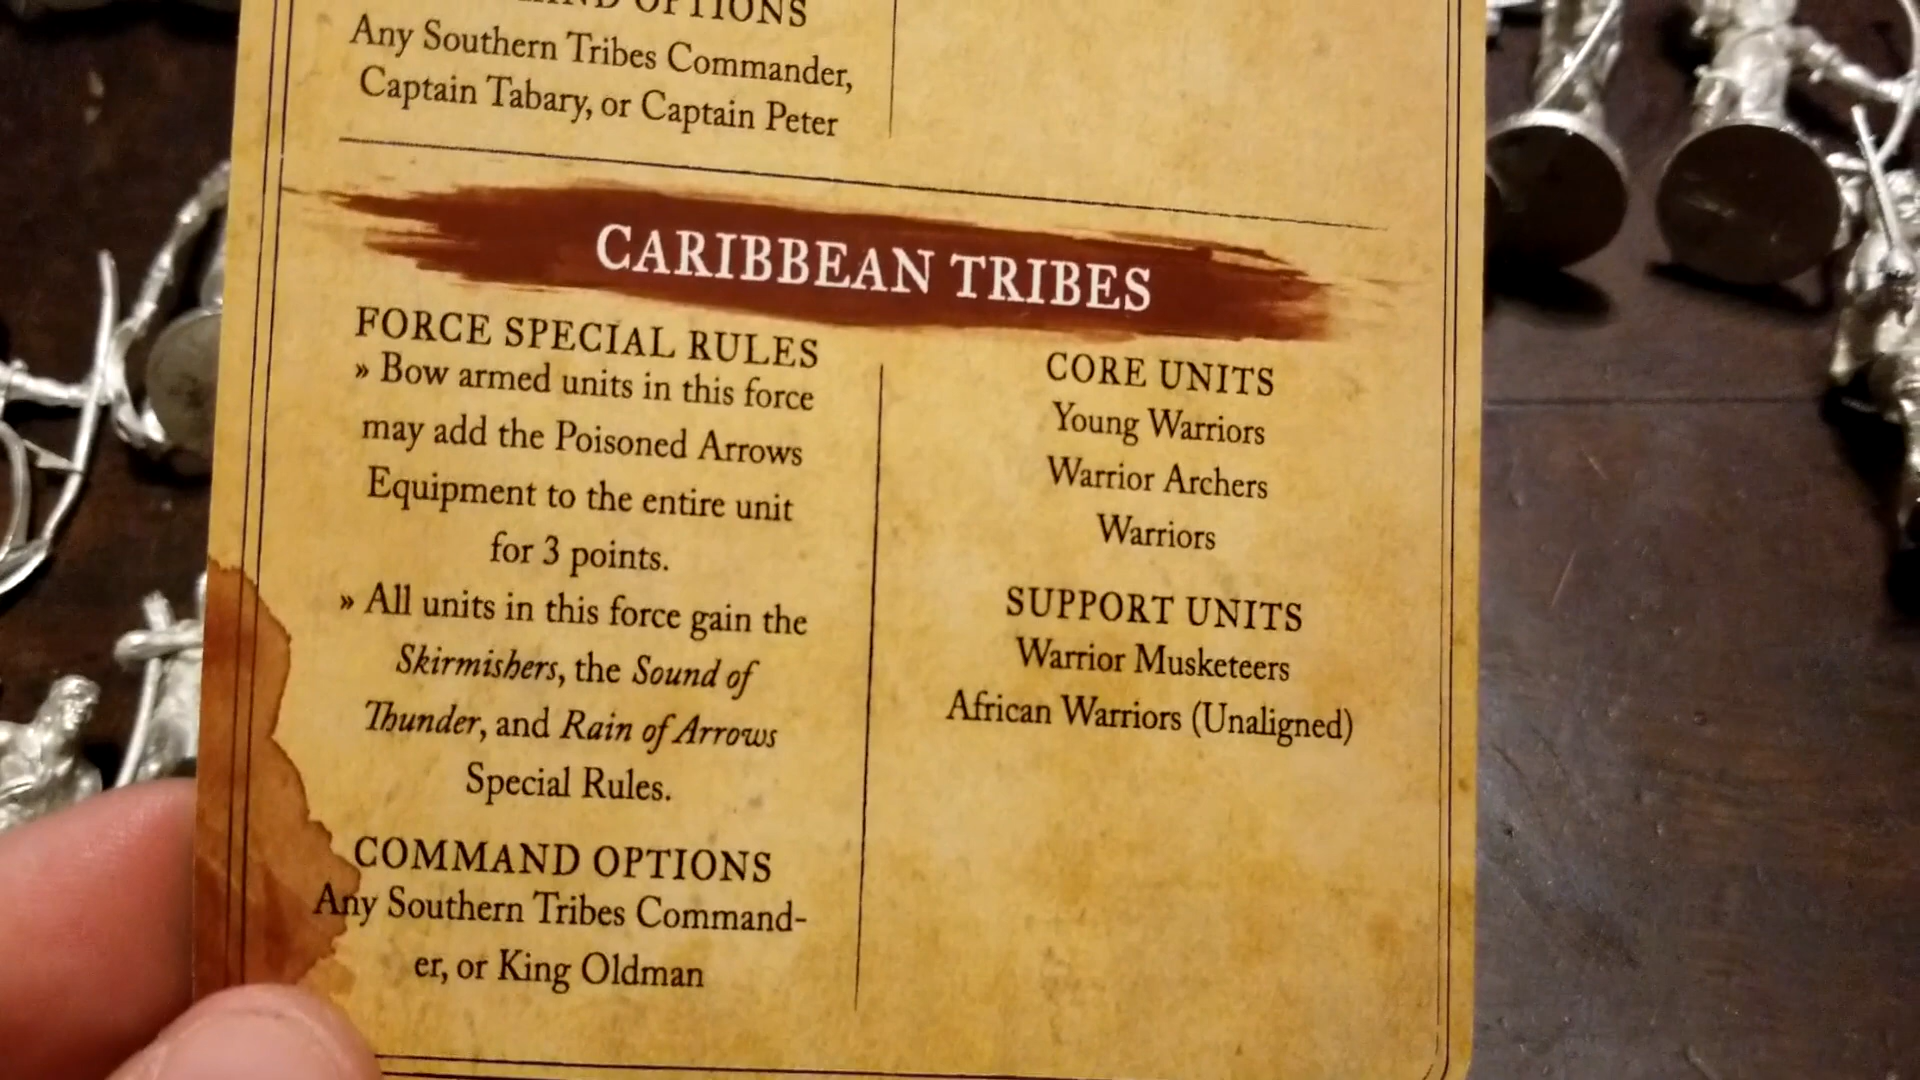 OPTIONS
Any Southern Tribes Commander,
Captain Tabary, or Captain Peter
CARIBBEAN TRIBES
FORCE SPECIAL RULES
» Bow armed units in this force
may add the Poisoned Arrows
Equipment to the entire unit
for 3 points.
» All units in this force gain the
Skirmishers, the Sound of
Thunder, and Rain of Arrows
Special Rules.
COMMAND OPTIONS
Any Southern Tribes Command-
er, or King Oldman
CORE UNITS
Young Warriors
Warrior Archers
Warriors
SUPPORT UNITS
Warrior Musketeers
African Warriors (Unaligned)